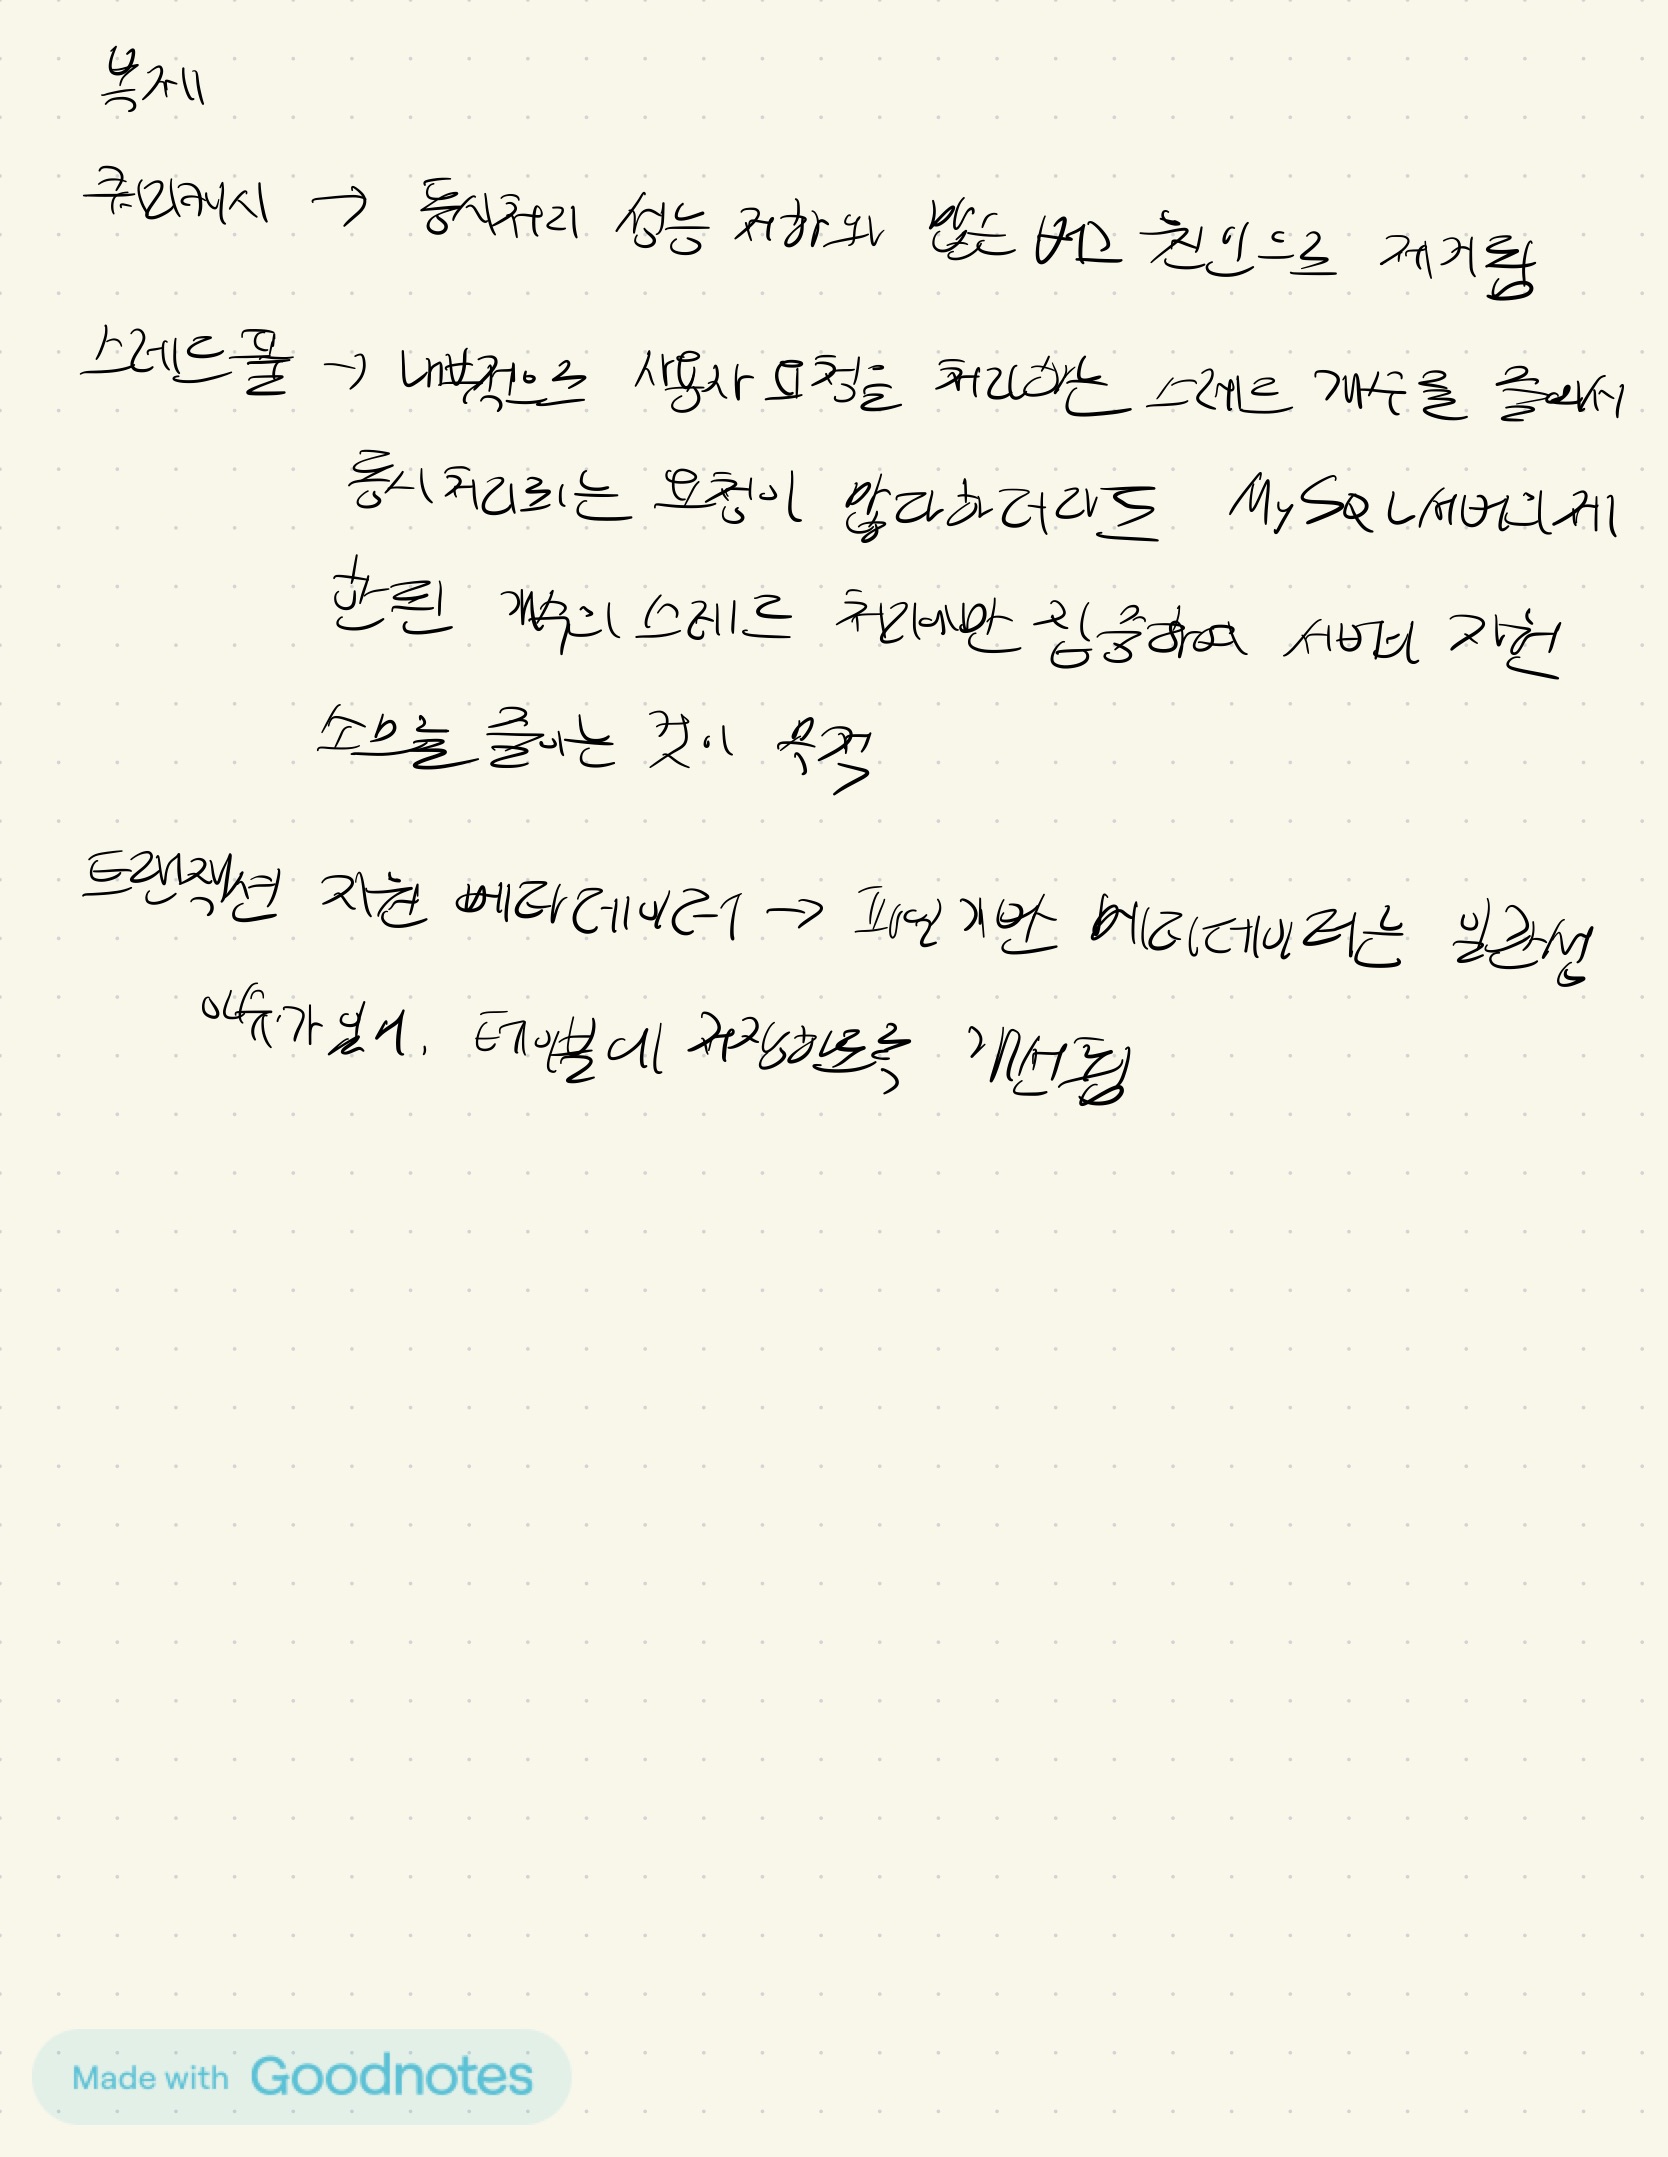 복제
쿼리캐시 → 동시처리 성능 저하와 많은 버그 원인으로 제거됨
스레드풀 → 내부적으로 사용자 요청을 처리하는 스레드 개수를 줄여서
동시 처리되는 요청이 많다하더라도 MySQL서버의 제
한된 개수의 스레드 처리에만 집중하여 서버의 자원
소모를 줄이는 것이 목적
트랜잭션 지원 메타데이터 → 파일 기반 메타데이터는 일관성
이슈가 있어, 테이블에 저장하도록 개선됨
Made with Goodnotes